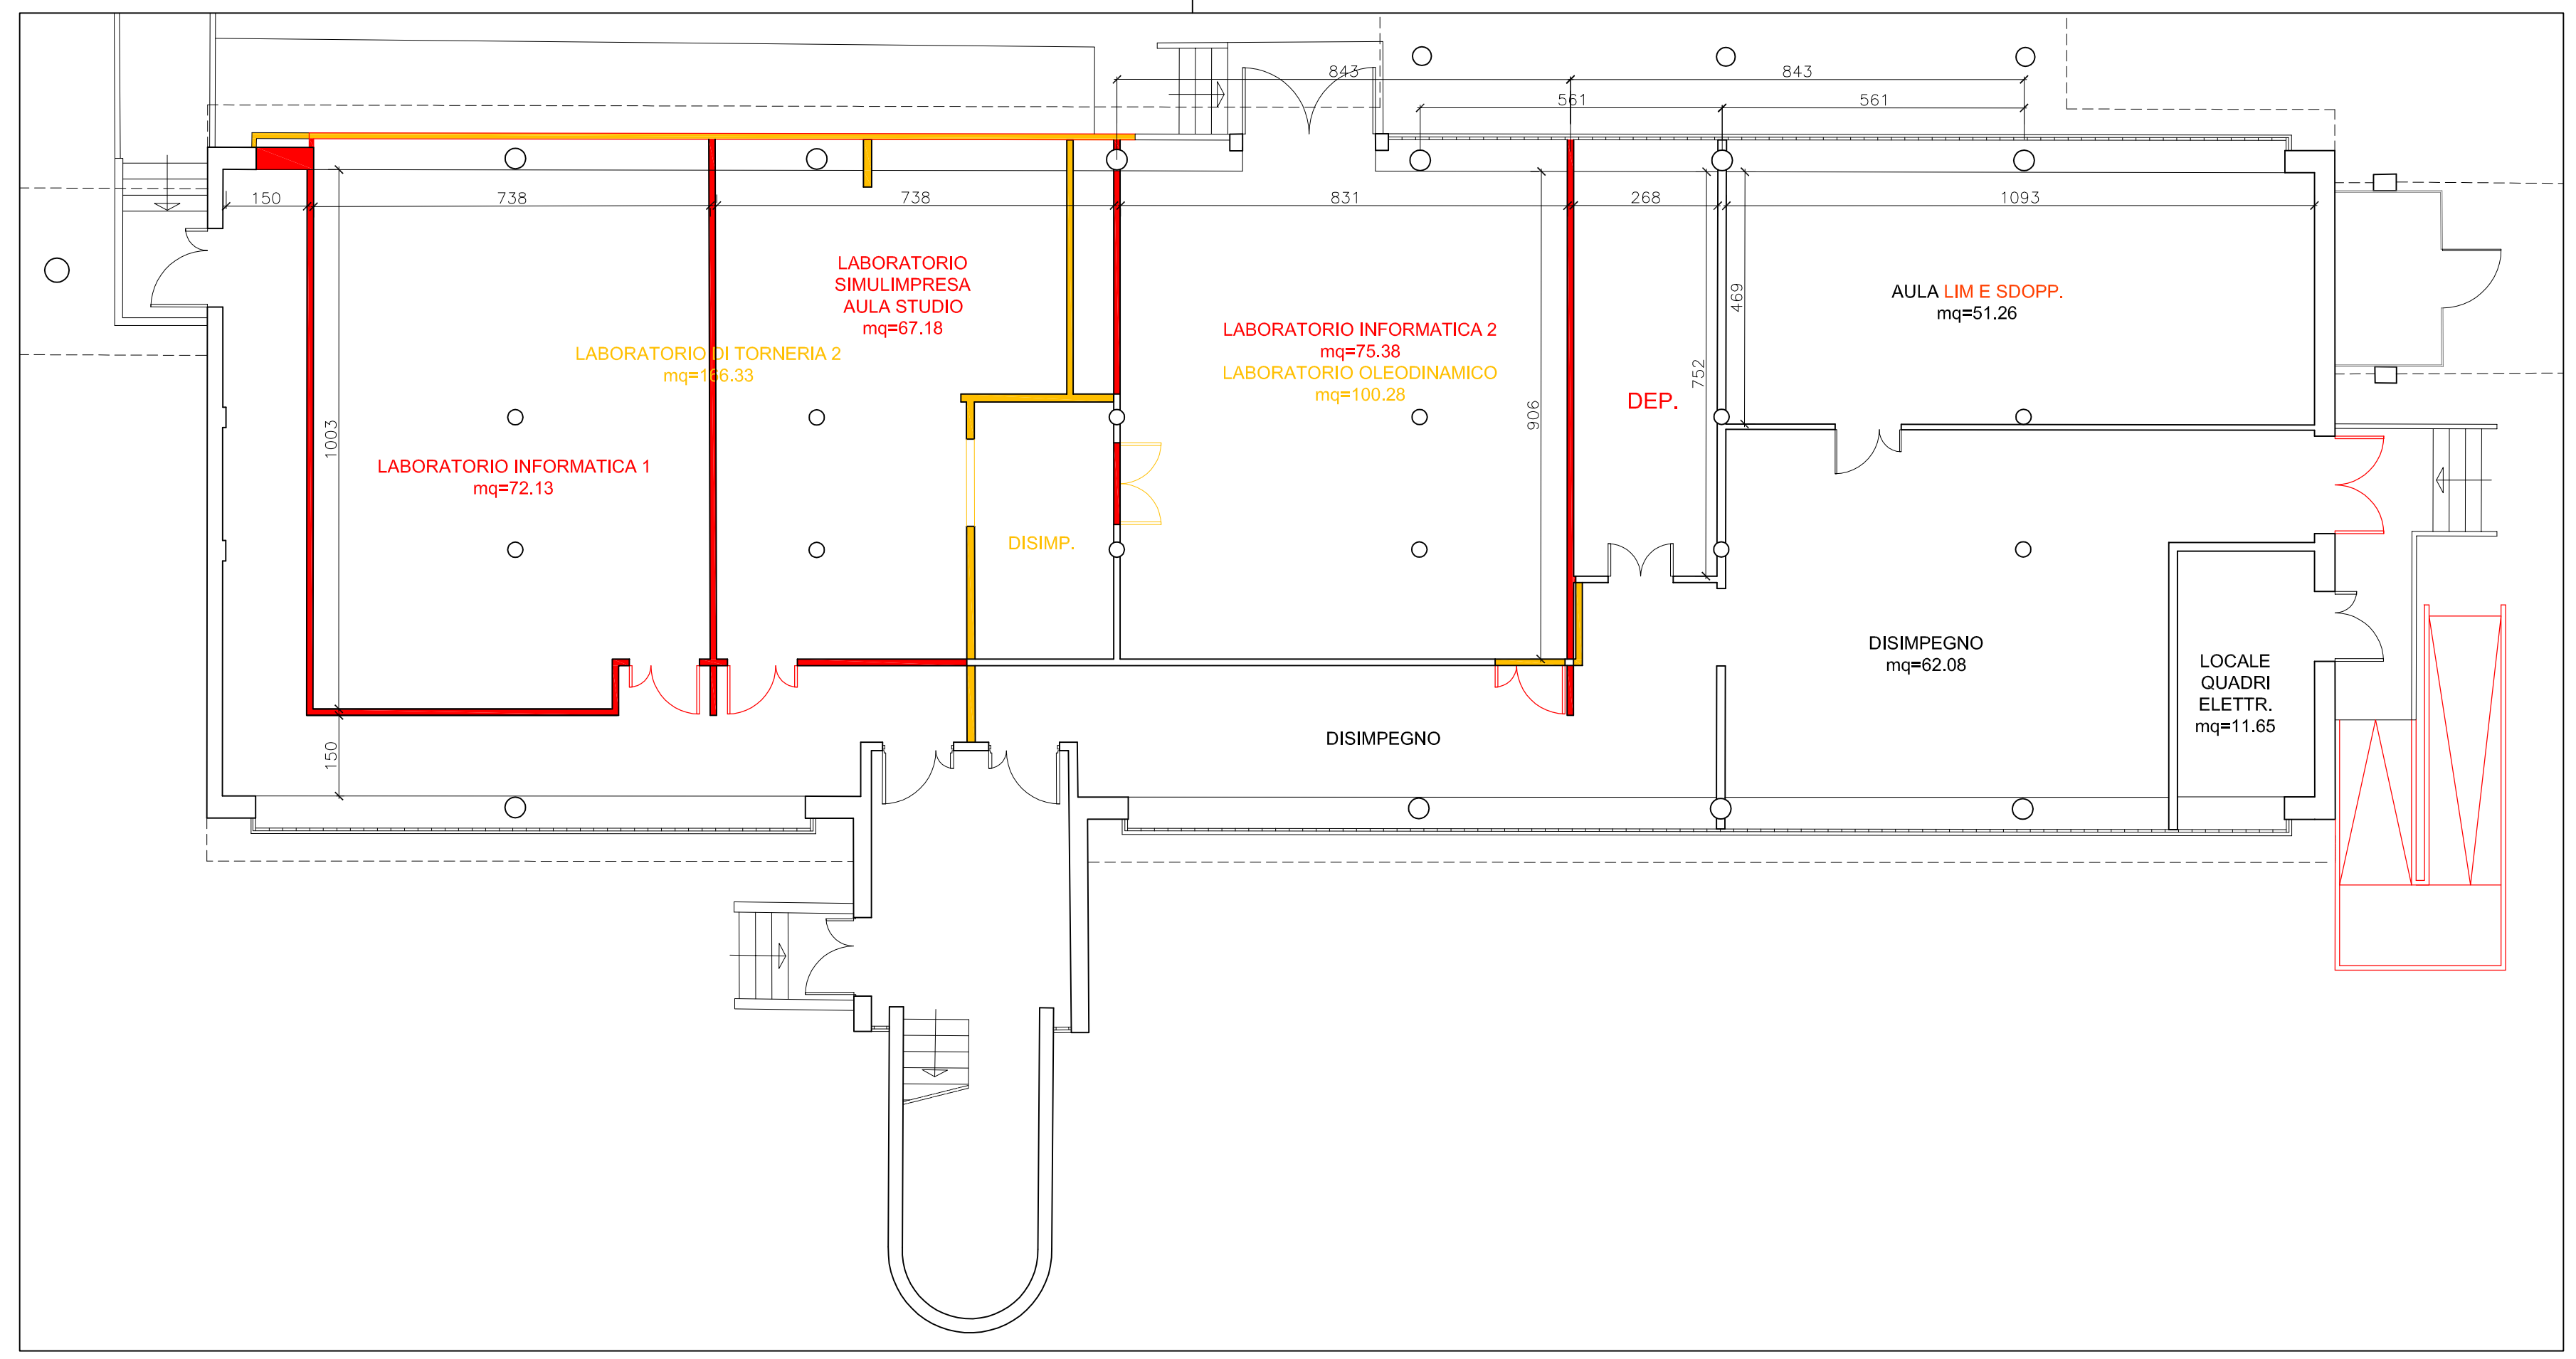 843
843
561
561
150
738
738
831
268
1093
LABORATORIO
SIMULIMPRESA
AULA STUDIO
mq=67.18
AULA LIM E SDOPP.
mq=51.26
469
LABORATORIO INFORMATICA 2
mq=75.38
LABORATORIO OLEODINAMICO
mq=100.28
LABORATORIO DI TORNERIA 2
mq=166.33
752
DEP.
906
1003
LABORATORIO INFORMATICA 1
mq=72.13
DISIMP.
DISIMPEGNO
mq=62.08
LOCALE
QUADRI
ELETTR.
mq=11.65
DISIMPEGNO
150